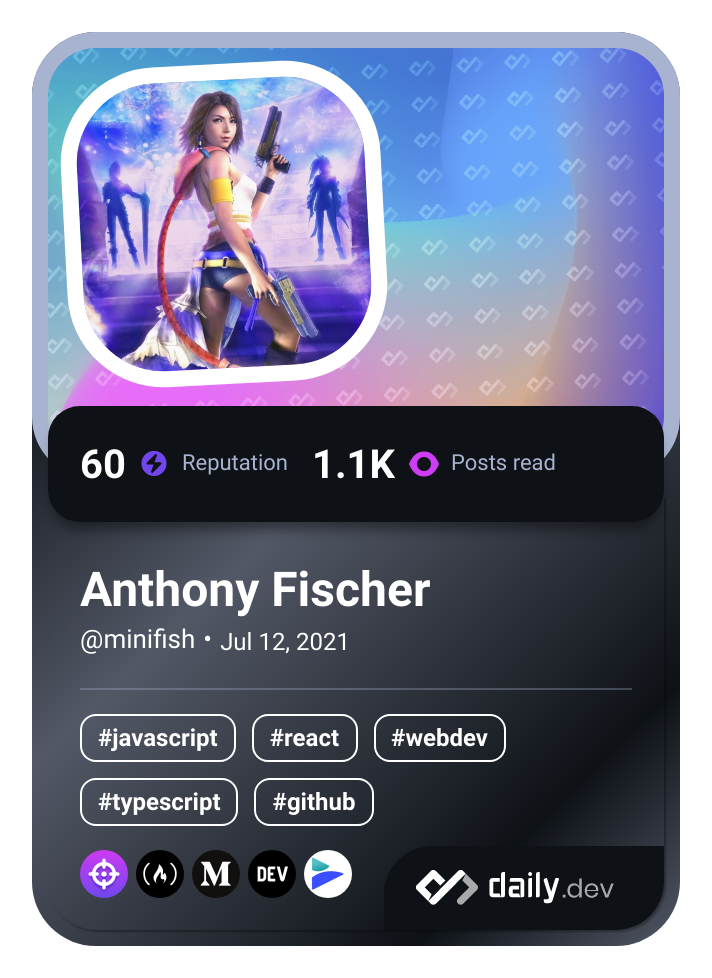 60 Reputation 1.1K Posts read
Anthony Fischer
@minifish • Jul 12, 2021
#javascript #react #webdev
#typescript #github
M DEV
daily.dev